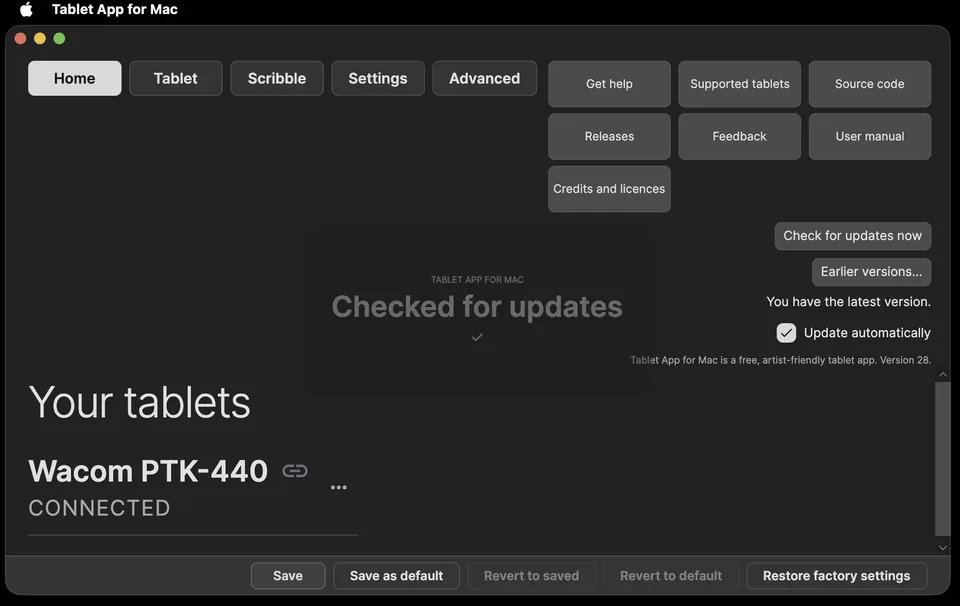 Tablet App for Mac
Home
Tablet
Scribble
Settings
Advanced
Get help
Supported tablets
Source code
Releases
Feedback
User manual
Credits and licences
Check for updates now
Earlier versions...
You have the latest version.
Update automatically
Tablet App for Mac is a free, artist-friendly tablet app. Version 28.
TABLET APP FOR MAC
Checked for updates
Your tablets
Wacom PTK-440
...
CONNECTED
Save
Save as default
Revert to saved
Revert to default
Restore factory settings